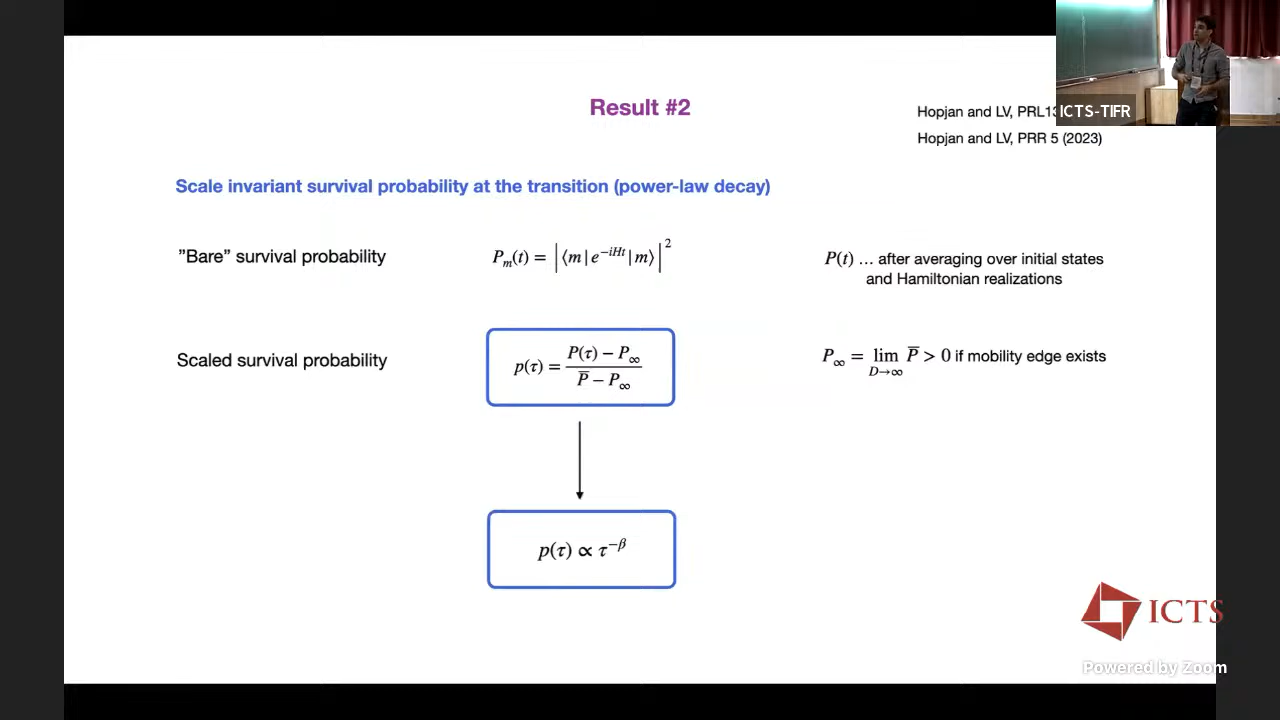 Result #2
Hopjan and LV, PRL
ICTS-TIFR
Hopjan and LV, PRR 5 (2023)
Scale invariant survival probability at the transition (power-law decay)
”Bare” survival probability
P_m(t) = |⟨m|e^{−iHt}|m⟩|^2
P(t) … after averaging over initial states
and Hamiltonian realizations
Scaled survival probability
p(τ) = (P(τ) − P_∞) / (P̅ − P_∞)
P_∞ = lim_{D→∞} P̅ > 0 if mobility edge exists
p(τ) ∝ τ^{−β}
ICTS
Powered by Zoom